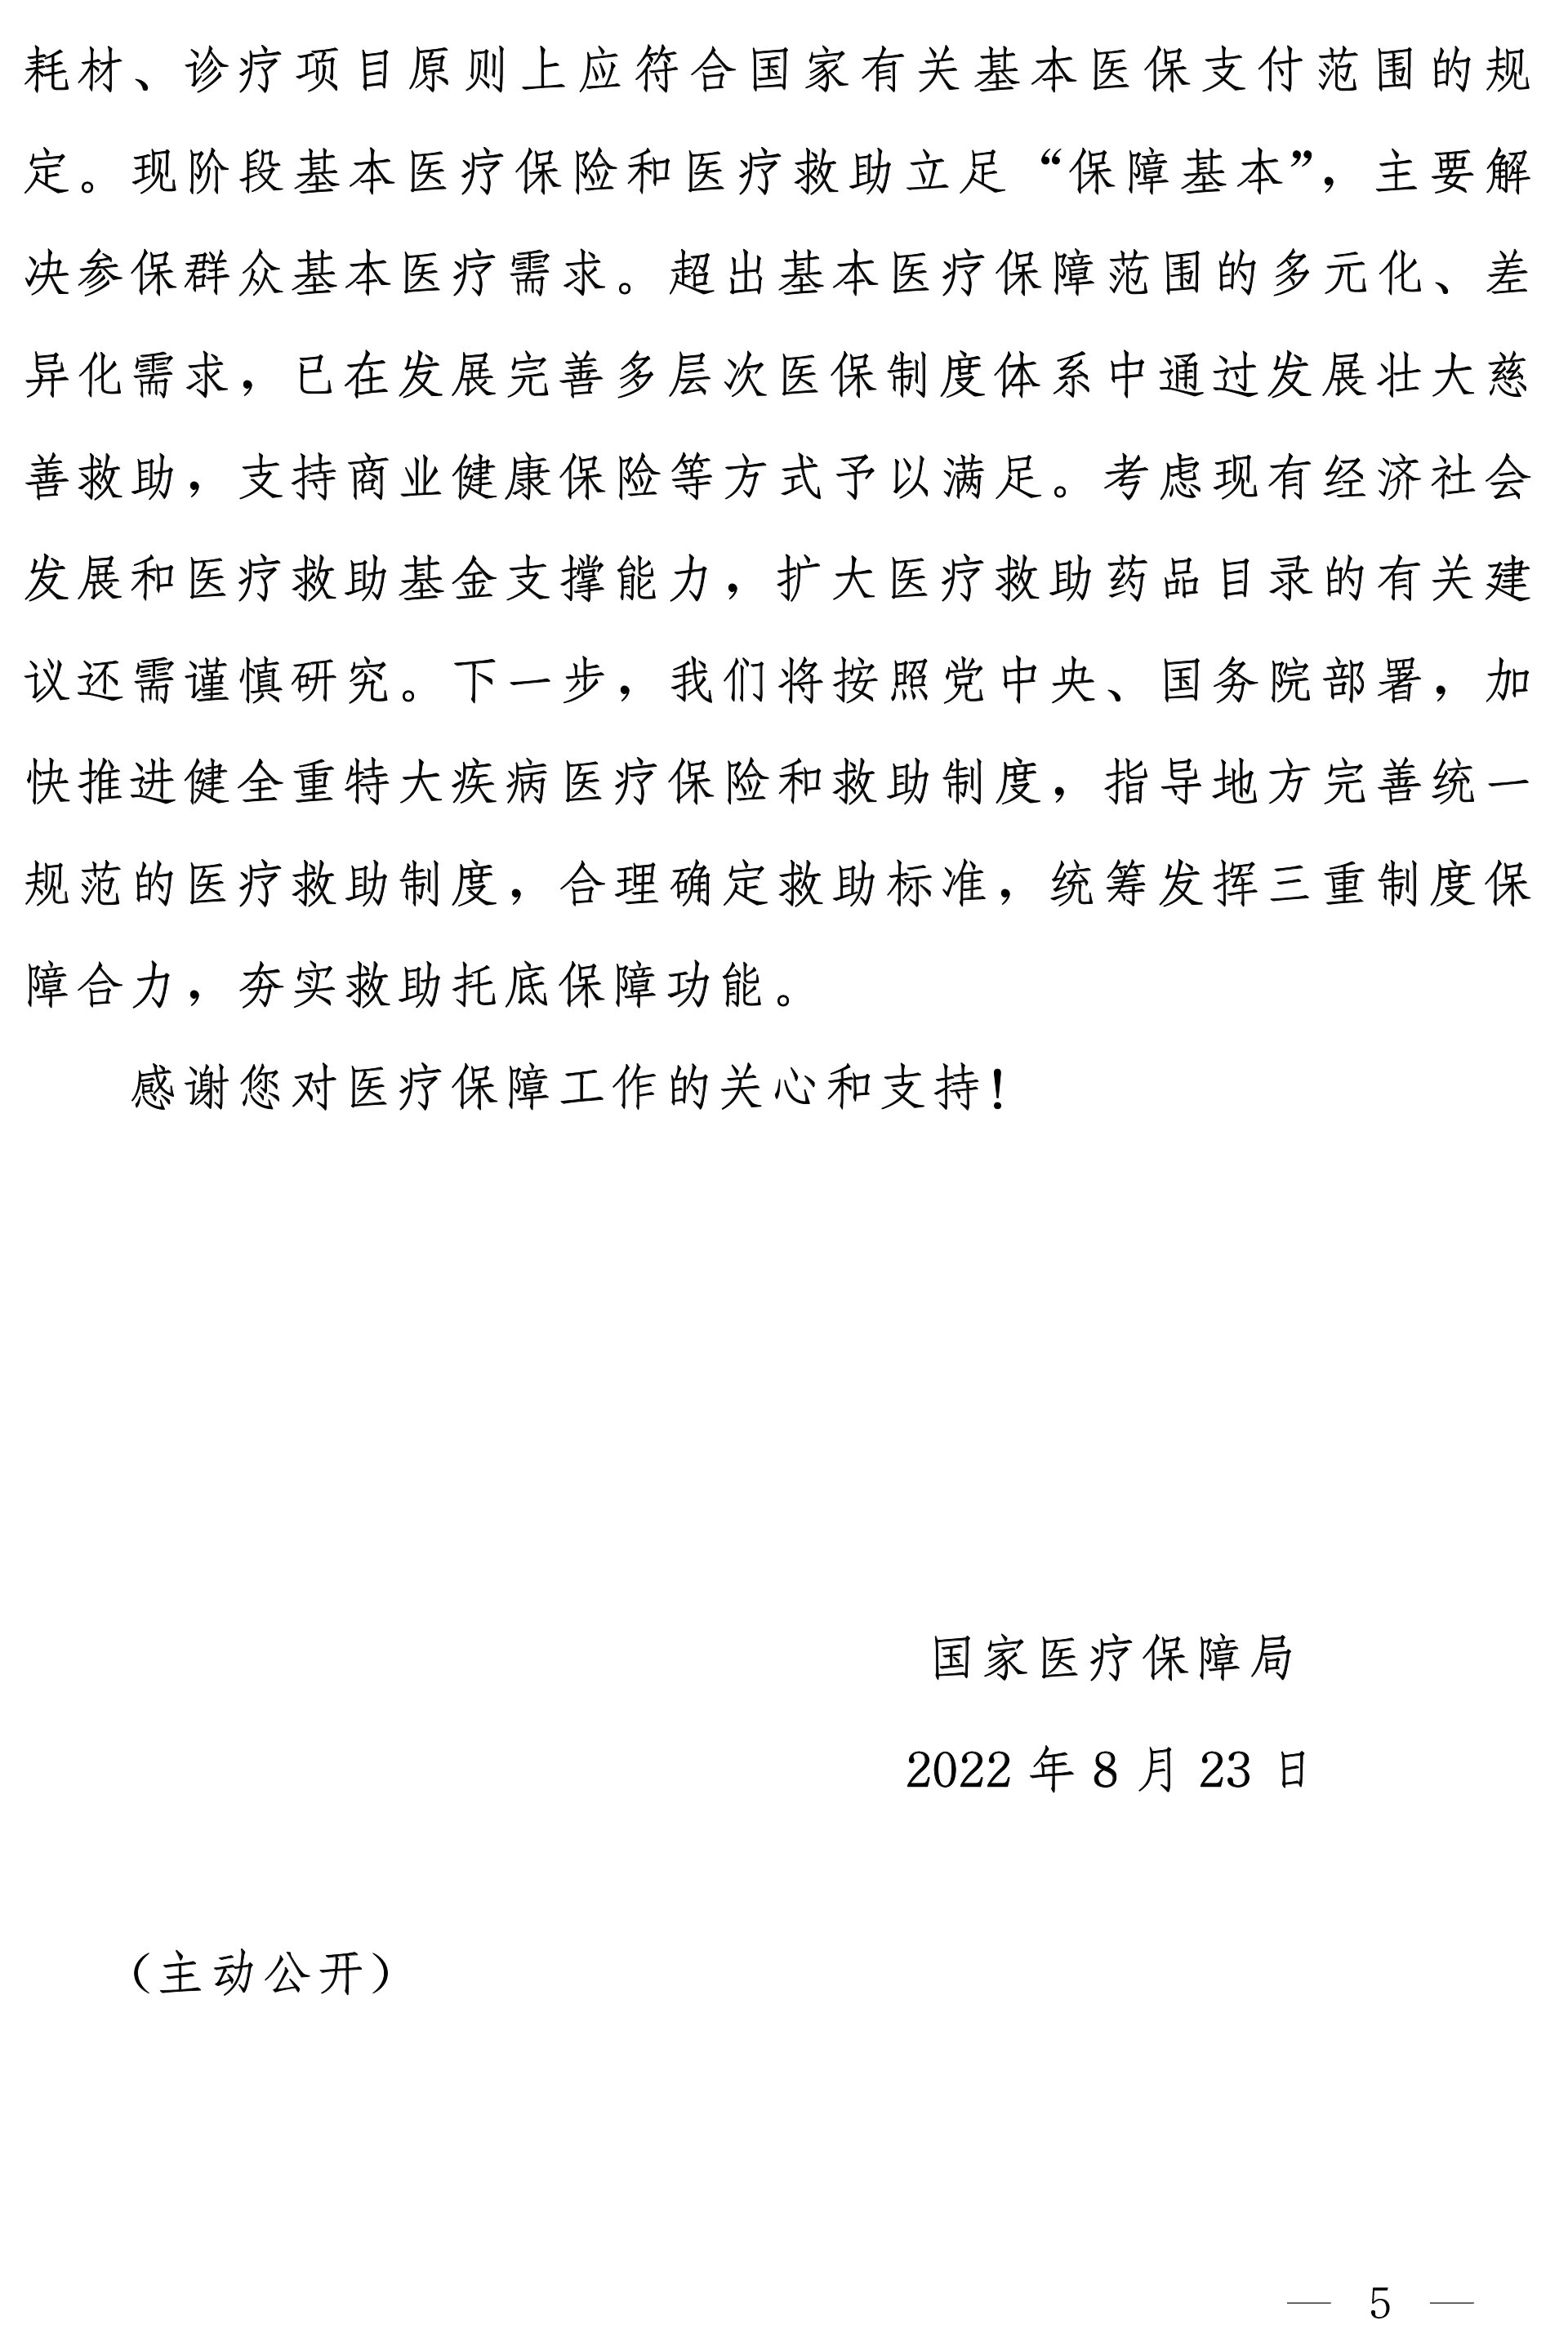 耗材、诊疗项目原则上应符合国家有关基本医保支付范围的规
定。现阶段基本医疗保险和医疗救助立足“保障基本”，主要解
决参保群众基本医疗需求。超出基本医疗保障范围的多元化、差
异化需求，已在发展完善多层次医保制度体系中通过发展壮大慈
善救助，支持商业健康保险等方式予以满足。考虑现有经济社会
发展和医疗救助基金支撑能力，扩大医疗救助药品目录的有关建
议还需谨慎研究。下一步，我们将按照党中央、国务院部署，加
快推进健全重特大疾病医疗保险和救助制度，指导地方完善统一
规范的医疗救助制度，合理确定救助标准，统筹发挥三重制度保
障合力，夯实救助托底保障功能。
感谢您对医疗保障工作的关心和支持！
国家医疗保障局
2022 年 8 月 23 日
（主动公开）
— 5 —